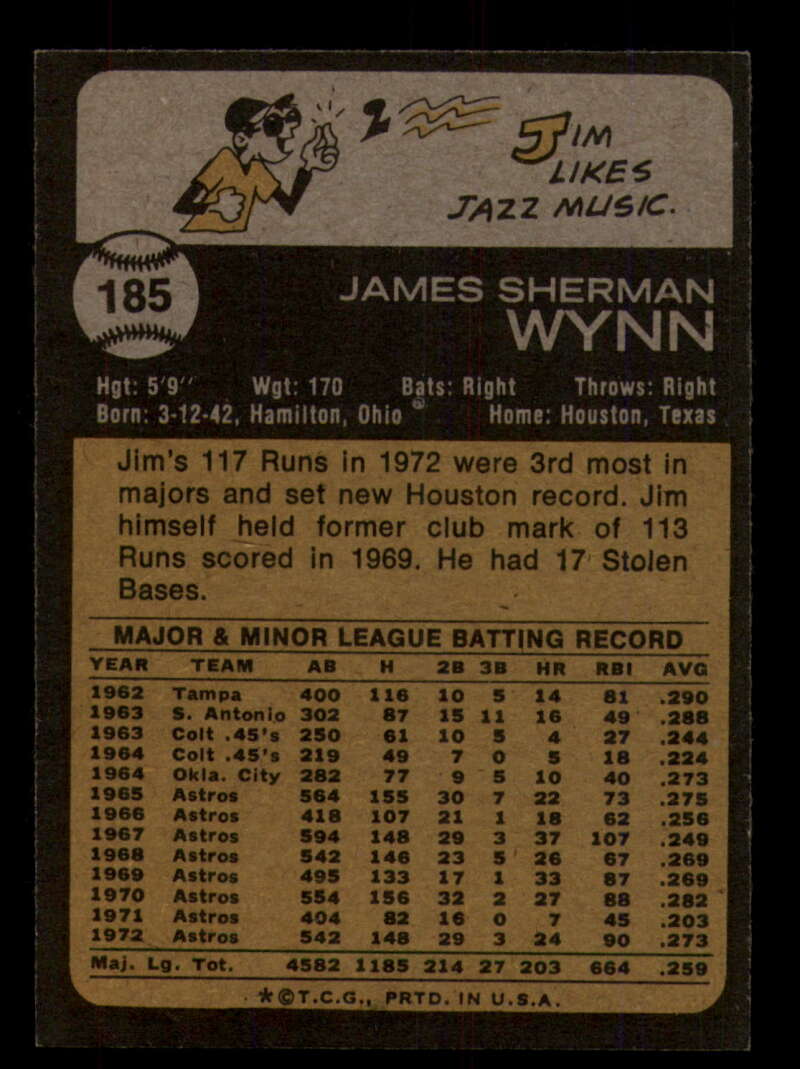 2
JIM
LIKES
JAZZ MUSIC.
185
JAMES SHERMAN
WYNN
Hgt: 5'9" Wgt: 170 Bats: Right Throws: Right
Born: 3-12-42, Hamilton, Ohio Home: Houston, Texas
Jim's 117 Runs in 1972 were 3rd most in
majors and set new Houston record. Jim
himself held former club mark of 113
Runs scored in 1969. He had 17 Stolen
Bases.
MAJOR & MINOR LEAGUE BATTING RECORD
YEAR TEAM AB H 2B 3B HR RBI AVG
1962 Tampa 400 116 10 5 14 81 .290
1963 S. Antonio 302 87 15 11 16 49 .288
1963 Colt .45's 250 61 10 5 4 27 .244
1964 Colt .45's 219 49 7 0 5 18 .224
1964 Okla. City 282 77 9 5 10 40 .273
1965 Astros 564 155 30 7 22 73 .275
1966 Astros 418 107 21 1 18 62 .256
1967 Astros 594 148 29 3 37 107 .249
1968 Astros 542 146 23 5 26 67 .269
1969 Astros 495 133 17 1 33 87 .269
1970 Astros 554 156 32 2 27 88 .282
1971 Astros 404 82 16 0 7 45 .203
1972 Astros 542 148 29 3 24 90 .273
Maj. Lg. Tot. 4582 1185 214 27 203 664 .259
*©T.C.G., PRTD. IN U.S.A.